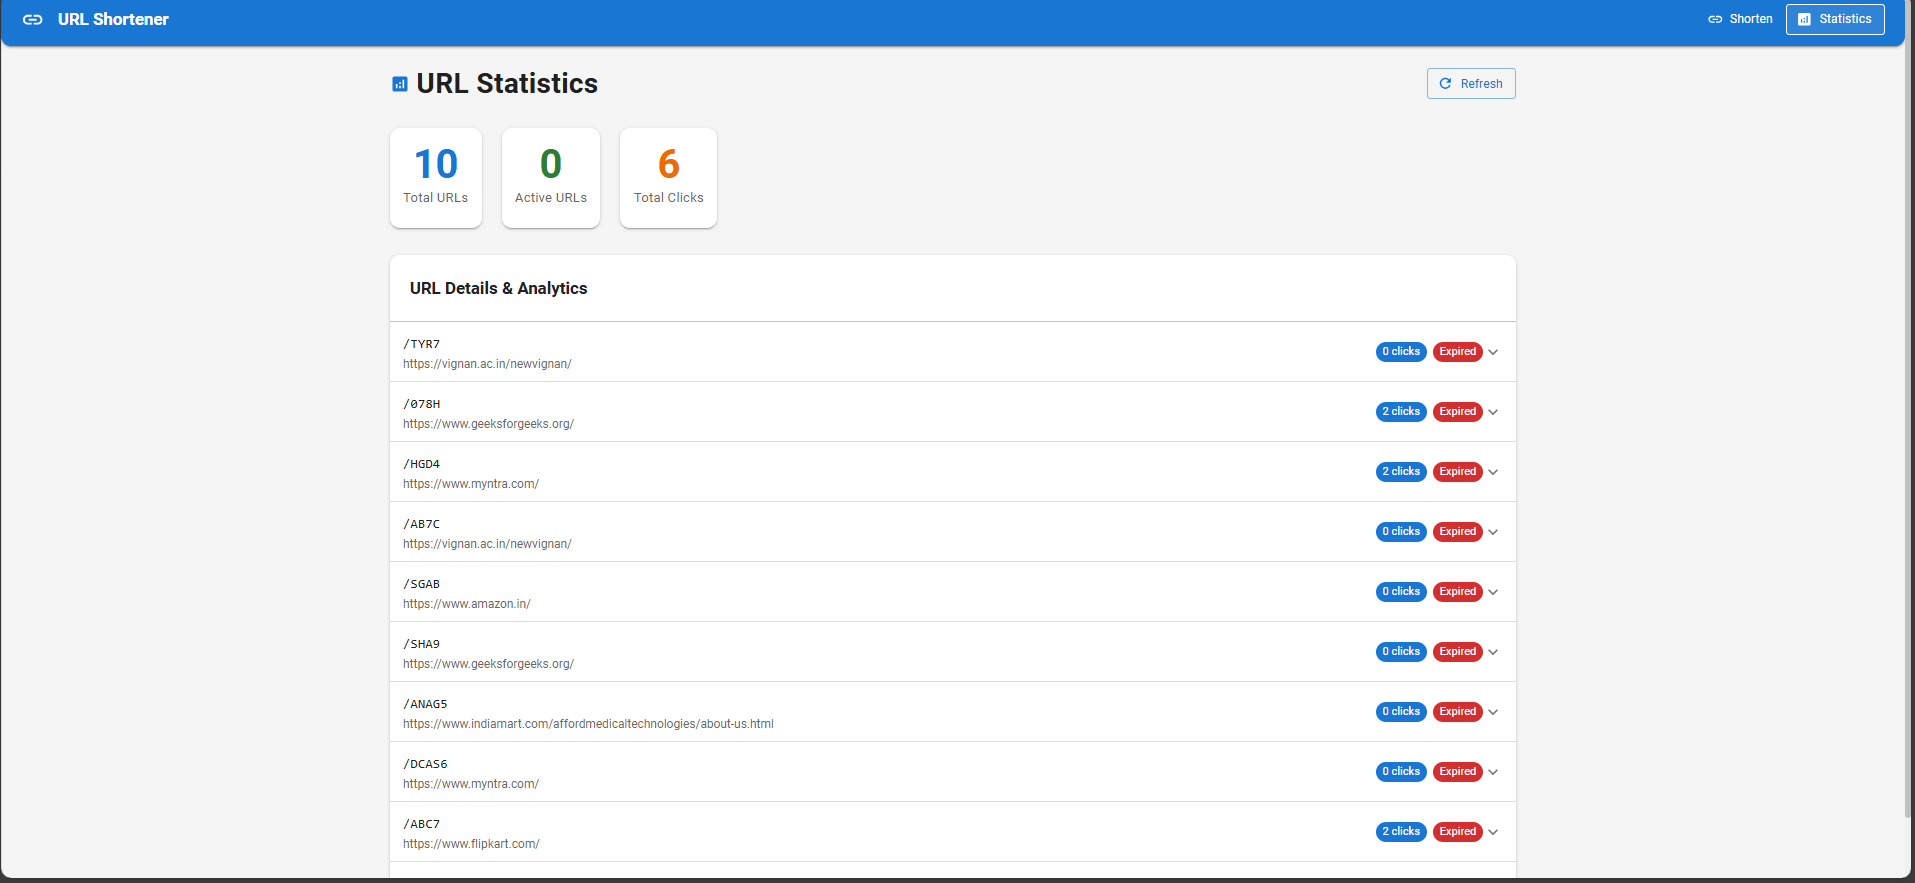 URL Shortener
Shorten
Statistics
URL Statistics
Refresh
10
Total URLs
0
Active URLs
6
Total Clicks
URL Details & Analytics
/TYR7
https://vignan.ac.in/newvignan/
0 clicks
Expired
/078H
https://www.geeksforgeeks.org/
2 clicks
Expired
/HGD4
https://www.myntra.com/
2 clicks
Expired
/AB7C
https://vignan.ac.in/newvignan/
0 clicks
Expired
/SGAB
https://www.amazon.in/
0 clicks
Expired
/SHA9
https://www.geeksforgeeks.org/
0 clicks
Expired
/ANAG5
https://www.indiamart.com/affordmedicaltechnologies/about-us.html
0 clicks
Expired
/DCAS6
https://www.myntra.com/
0 clicks
Expired
/ABC7
https://www.flipkart.com/
2 clicks
Expired